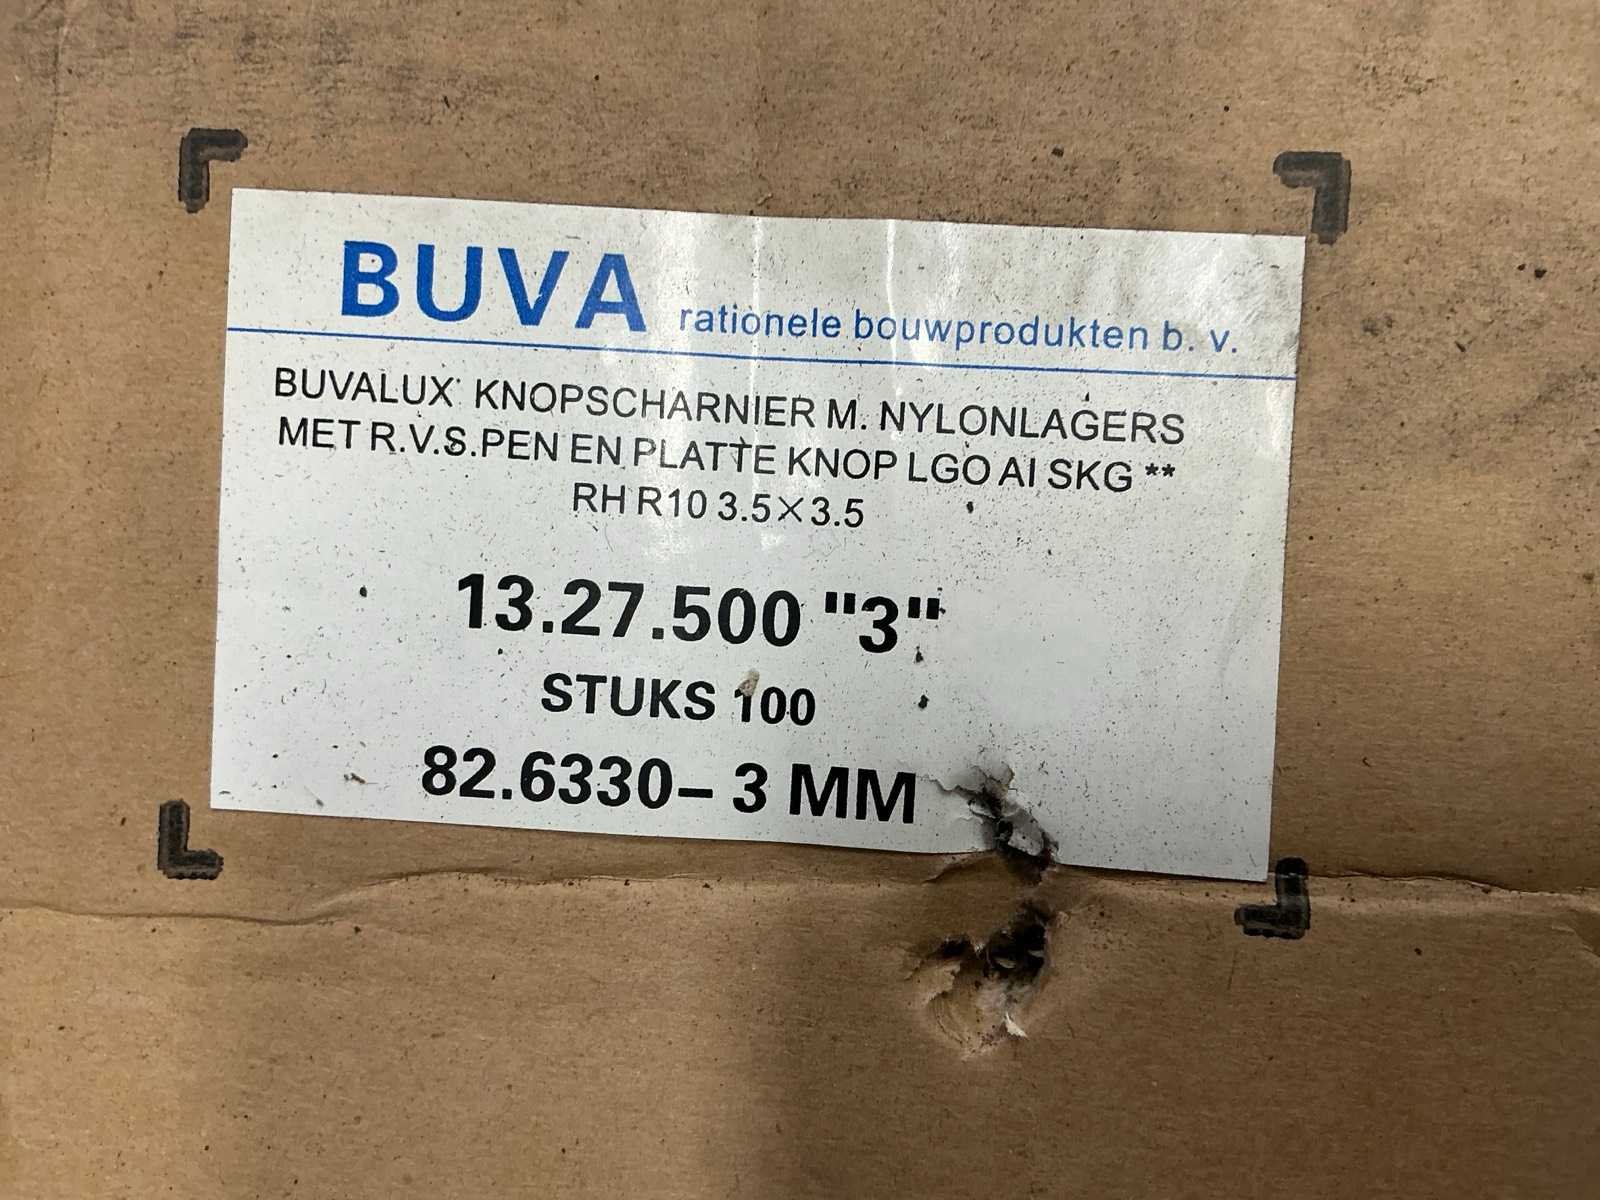 BUVA rationele bouwprodukten b. v.
BUVALUX KNOPSCHARNIER M. NYLONLAGERS
MET R.V.S.PEN EN PLATTE KNOP LGO AI SKG **
RH R10 3.5×3.5
13.27.500 "3"
STUKS 100
82.6330– 3 MM